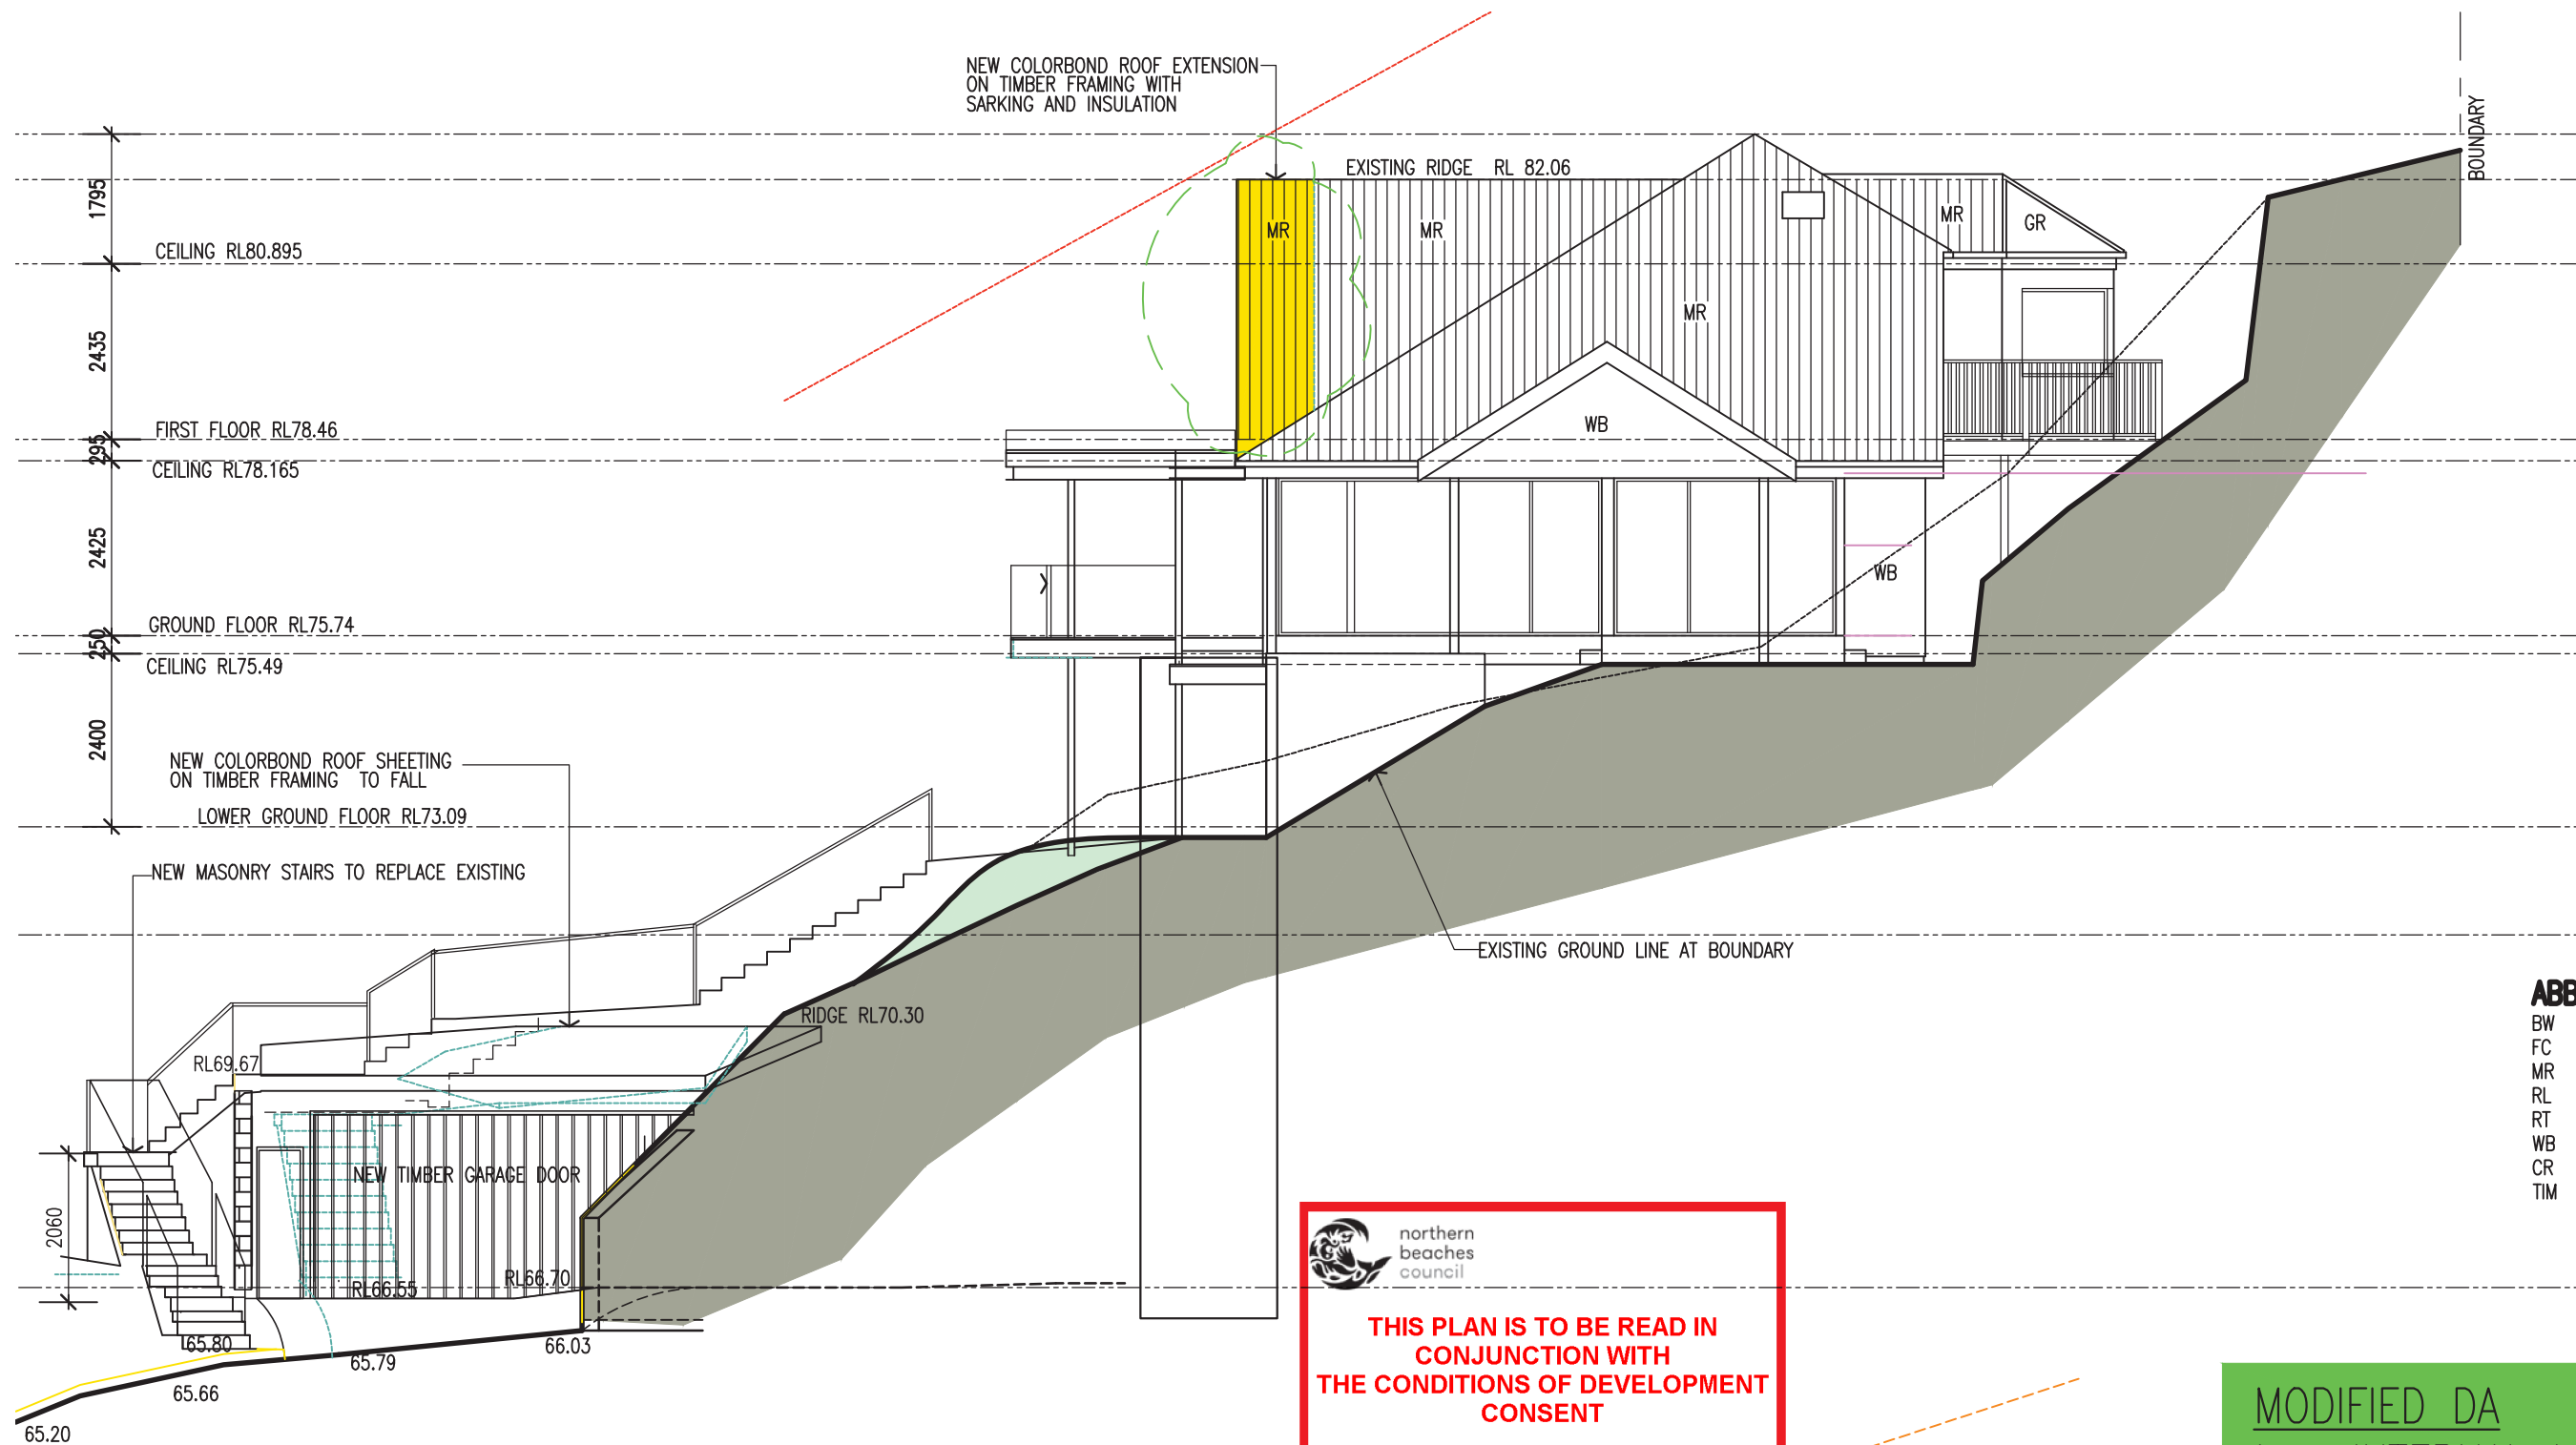 NEW COLORBOND ROOF EXTENSION
ON TIMBER FRAMING WITH
SARKING AND INSULATION
BOUNDARY
EXISTING RIDGE RL 82.06
1795
MR
MR
MR
GR
CEILING RL80.895
MR
2435
WB
FIRST FLOOR RL78.46
295
CEILING RL78.165
2425
WB
GROUND FLOOR RL75.74
250
CEILING RL75.49
2400
NEW COLORBOND ROOF SHEETING
ON TIMBER FRAMING TO FALL
LOWER GROUND FLOOR RL73.09
NEW MASONRY STAIRS TO REPLACE EXISTING
EXISTING GROUND LINE AT BOUNDARY
RIDGE RL70.30
RL69.67
NEW TIMBER GARAGE DOOR
2060
RL66.70
RL66.55
65.80
65.79
66.03
65.66
65.20
ABB
BW
FC
MR
RL
RT
WB
CR
TIM
northern
beaches
council
THIS PLAN IS TO BE READ IN
CONJUNCTION WITH
THE CONDITIONS OF DEVELOPMENT
CONSENT
MODIFIED DA